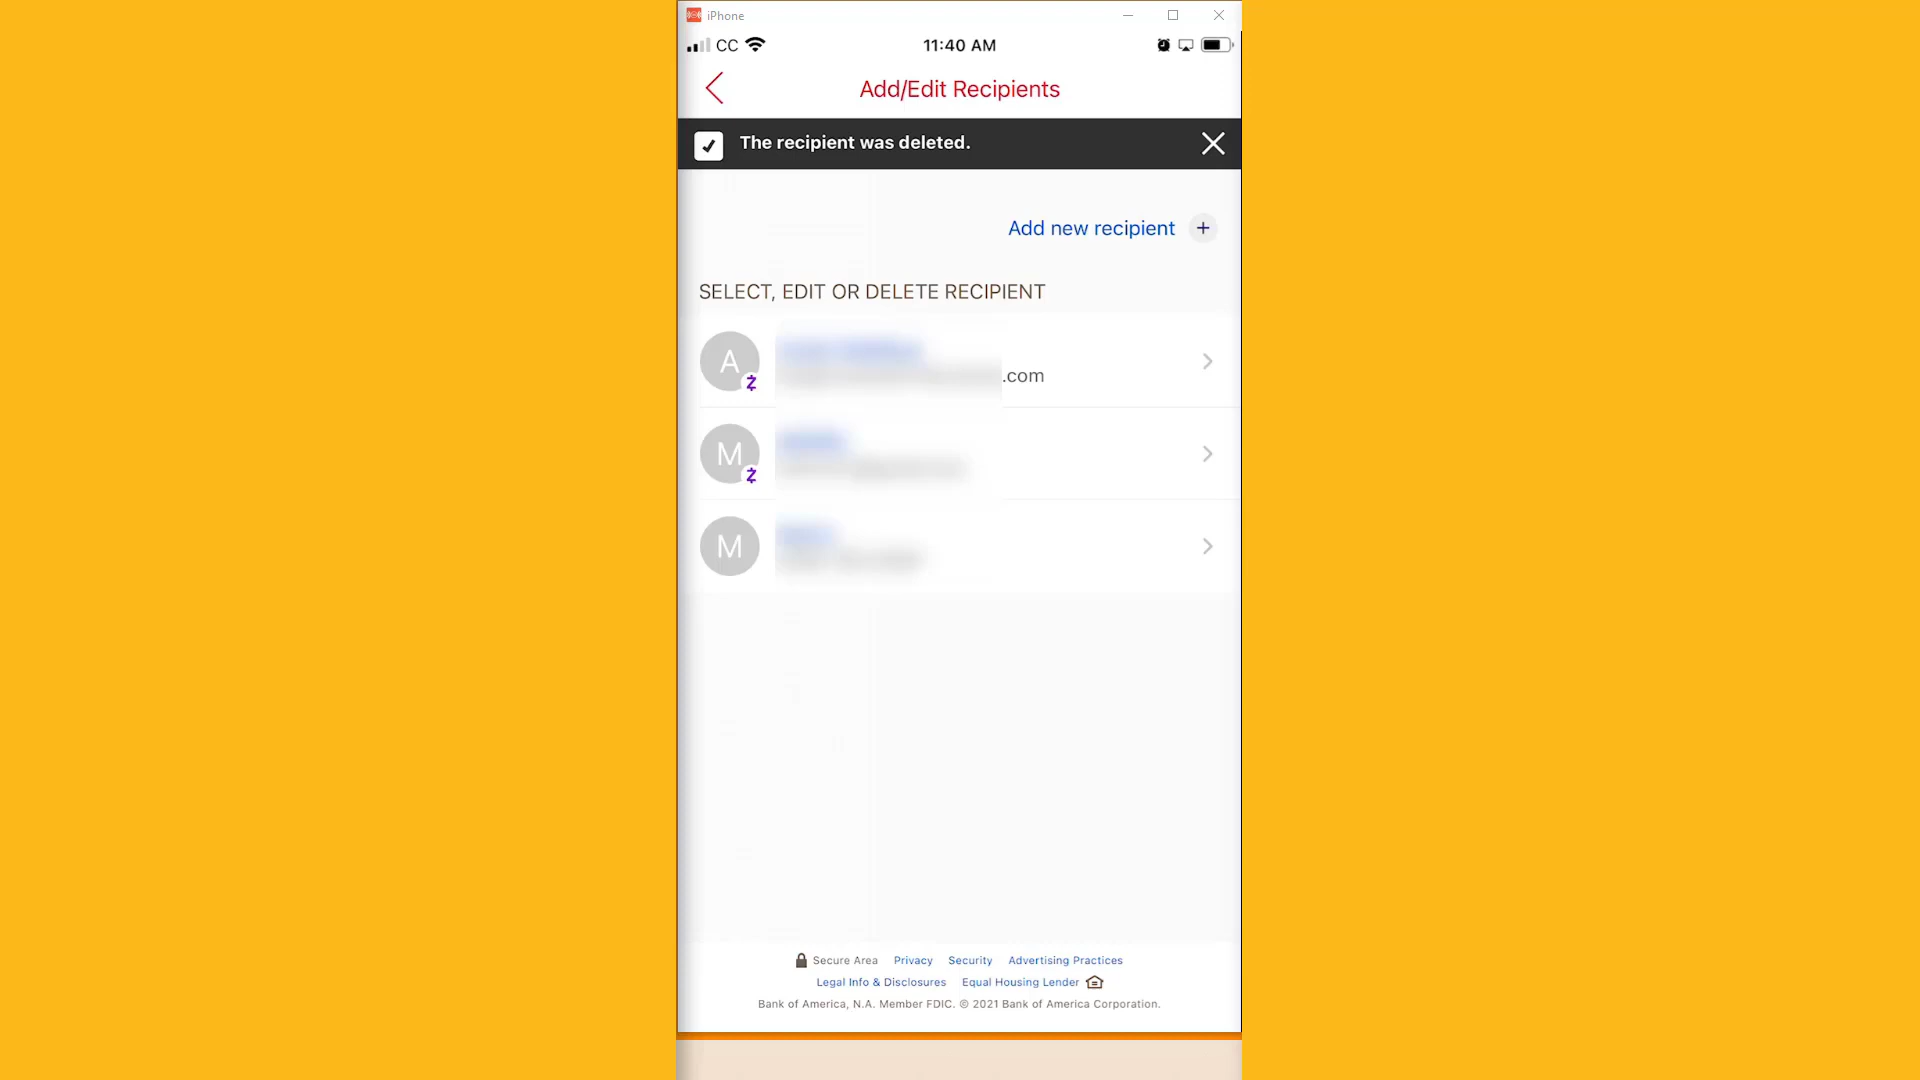 iPhone
CC 11:40 AM
Add/Edit Recipients
The recipient was deleted.
Add new recipient +
SELECT, EDIT OR DELETE RECIPIENT
A
.com
M
M
Secure Area Privacy Security Advertising Practices
Legal Info & Disclosures Equal Housing Lender
Bank of America, N.A. Member FDIC. © 2021 Bank of America Corporation.